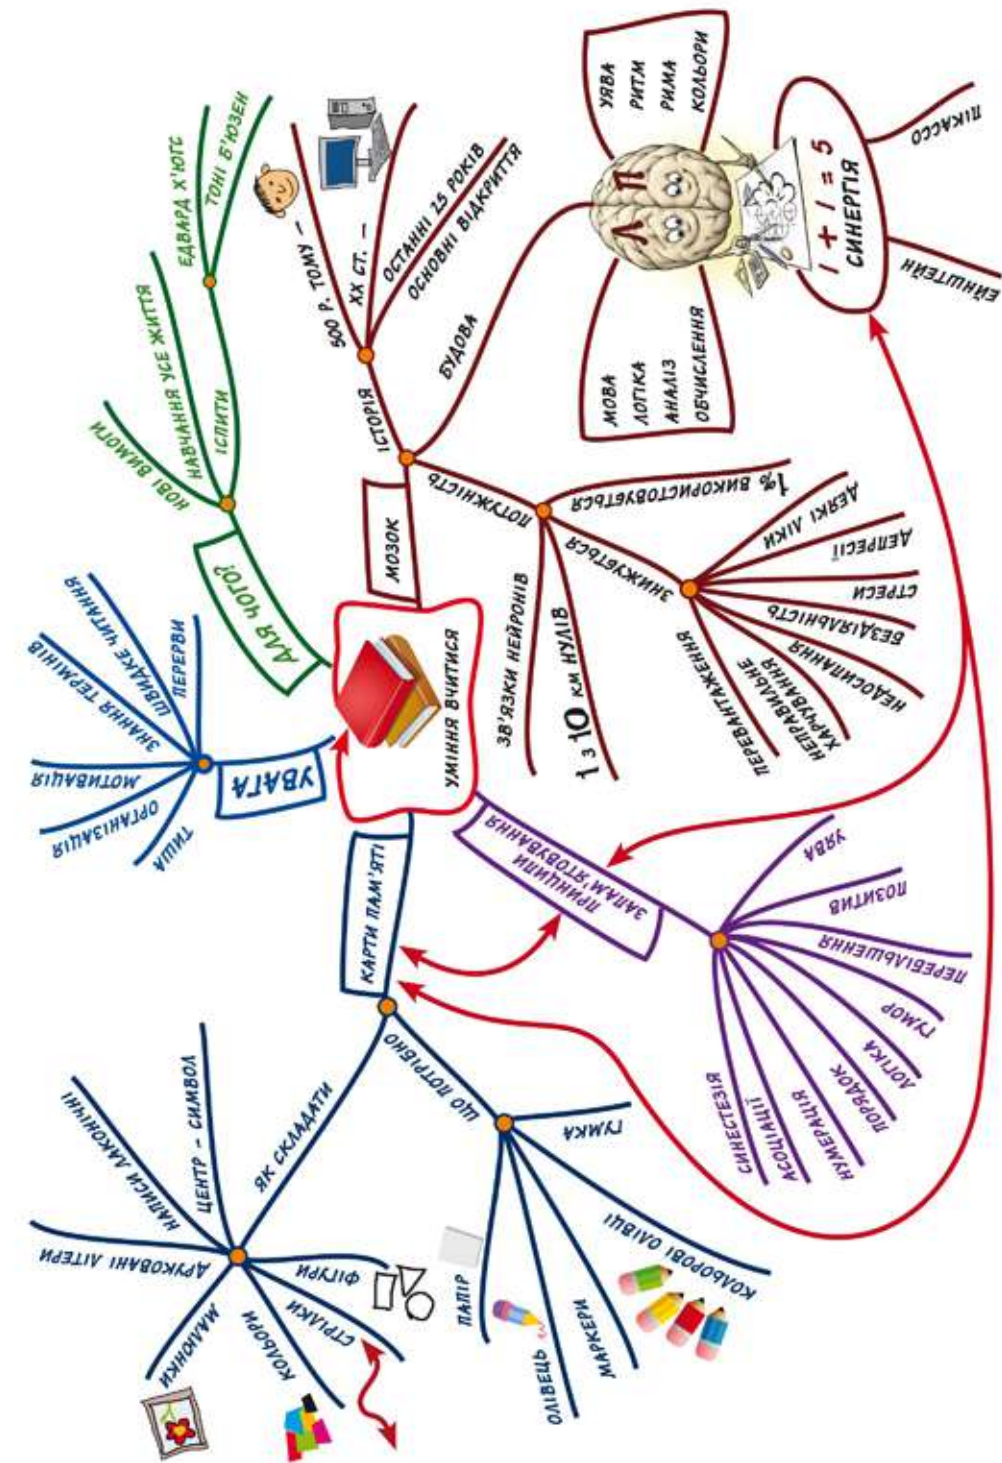 УМІННЯ ВЧИТИСЯ
МОЗОК
ІСТОРІЯ
500 Р. ТОМУ –
ХХ СТ. –
ОСТАННІ 25 РОКІВ
ОСНОВНІ ВІДКРИТТЯ
БУДОВА
МОВА
ЛОГІКА
АНАЛІЗ
ОБЧИСЛЕННЯ
Л П
УЯВА
РИТМ
РИМА
КОЛЬОРИ
1 + 1 = 5
СИНЕРГІЯ
ЕЙНШТЕЙН
ПІКАССО
ПОТУЖНІСТЬ
1% ВИКОРИСТОВУЄТЬСЯ
ЗНИЖУЄТЬСЯ
ДЕЯКІ ЛІКИ
ДЕПРЕСІЇ
СТРЕСИ
БЕЗДІЯЛЬНІСТЬ
НЕДОСИПАННЯ
НЕПРАВИЛЬНЕ
ХАРЧУВАННЯ
ПЕРЕВАНТАЖЕННЯ
1 З 10 КМ НУЛІВ
ЗВ'ЯЗКИ НЕЙРОНІВ
ПРИНЦИПИ
ЗАПАМ'ЯТОВУВАННЯ
УЯВА
ПОЗИТИВ
ПЕРЕБІЛЬШЕННЯ
ГУМОР
ЛОГІКА
ПОРЯДОК
НУМЕРАЦІЯ
АСОЦІАЦІЇ
СИНЕСТЕЗІЯ
КАРТИ ПАМ'ЯТІ
ЩО ПОТРІБНО
ГУМКА
КОЛЬОРОВІ ОЛІВЦІ
МАРКЕРИ
ОЛІВЕЦЬ
ПАПІР
ЯК СКЛАДАТИ
ФІГУРИ
СТРІЛКИ
КОЛЬОРИ
МАЛЮНКИ
ДРУКОВАНІ ЛІТЕРИ
НАПИСИ ЛАКОНІЧНІ
ЦЕНТР – СИМВОЛ
УВАГА
ТИША
ОРГАНІЗАЦІЯ
МОТИВАЦІЯ
ЗНАННЯ ТЕРМІНІВ
ШВИДКЕ ЧИТАННЯ
ПЕРЕРВИ
ДЛЯ ЧОГО?
НОВІ ВИМОГИ
НАВЧАННЯ УСЕ ЖИТТЯ
ІСПИТИ
ЕДВАРД Х'ЮГС
ТОНІ Б'ЮЗЕН